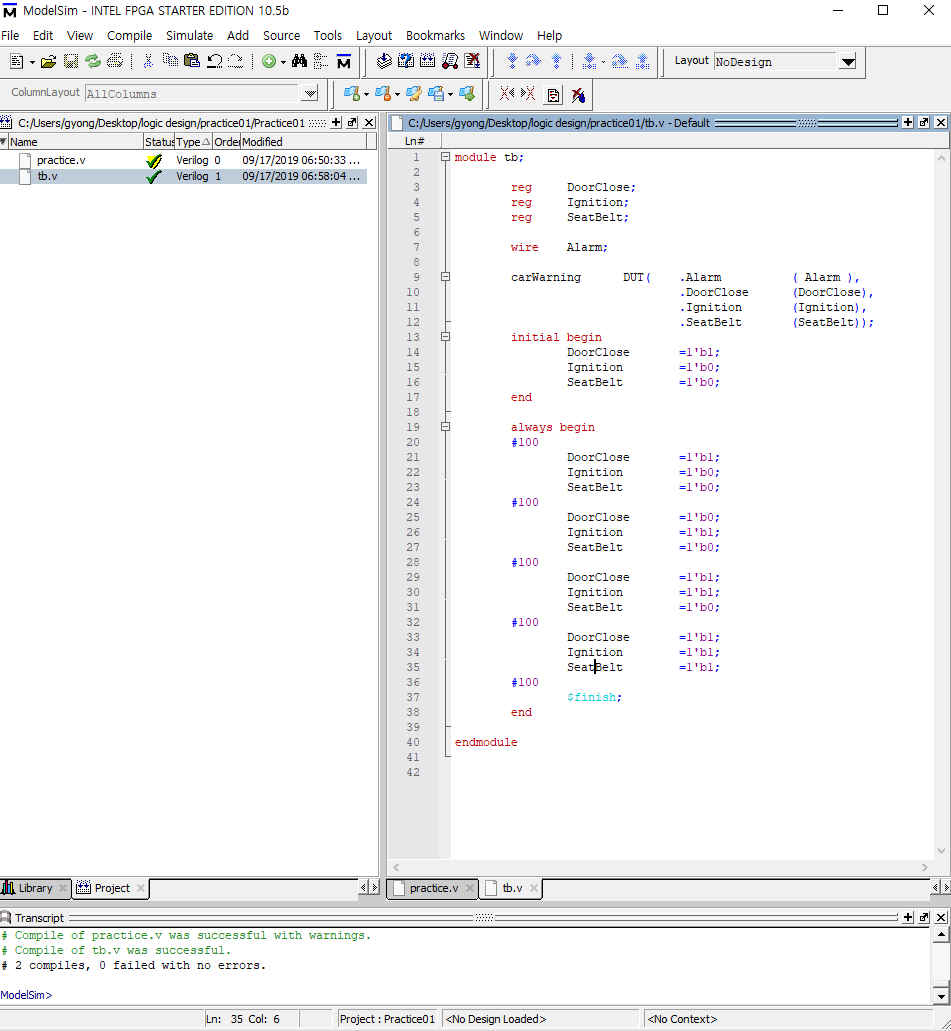 ModelSim - INTEL FPGA STARTER EDITION 10.5b
File Edit View Compile Simulate Add Source Tools Layout Bookmarks Window Help
Layout NoDesign
ColumnLayout AllColumns
C:/Users/gyong/Desktop/logic design/practice01/Practice01
Name Status Type Order Modified
practice.v Verilog 0 09/17/2019 06:50:33 ...
tb.v Verilog 1 09/17/2019 06:58:04 ...
Library Project
C:/Users/gyong/Desktop/logic design/practice01/tb.v - Default
Ln#
1 module tb;
2
3 reg DoorClose;
4 reg Ignition;
5 reg SeatBelt;
6
7 wire Alarm;
8
9 carWarning DUT( .Alarm ( Alarm ),
10 .DoorClose (DoorClose),
11 .Ignition (Ignition),
12 .SeatBelt (SeatBelt));
13 initial begin
14 DoorClose =1'b1;
15 Ignition =1'b0;
16 SeatBelt =1'b0;
17 end
18
19 always begin
20 #100
21 DoorClose =1'b1;
22 Ignition =1'b0;
23 SeatBelt =1'b0;
24 #100
25 DoorClose =1'b0;
26 Ignition =1'b1;
27 SeatBelt =1'b0;
28 #100
29 DoorClose =1'b1;
30 Ignition =1'b1;
31 SeatBelt =1'b0;
32 #100
33 DoorClose =1'b1;
34 Ignition =1'b1;
35 SeatBelt =1'b1;
36 #100
37 $finish;
38 end
39
40 endmodule
41
42
practice.v tb.v
Transcript
# Compile of practice.v was successful with warnings.
# Compile of tb.v was successful.
# 2 compiles, 0 failed with no errors.
ModelSim>
Ln: 35 Col: 6 Project : Practice01 <No Design Loaded> <No Context>